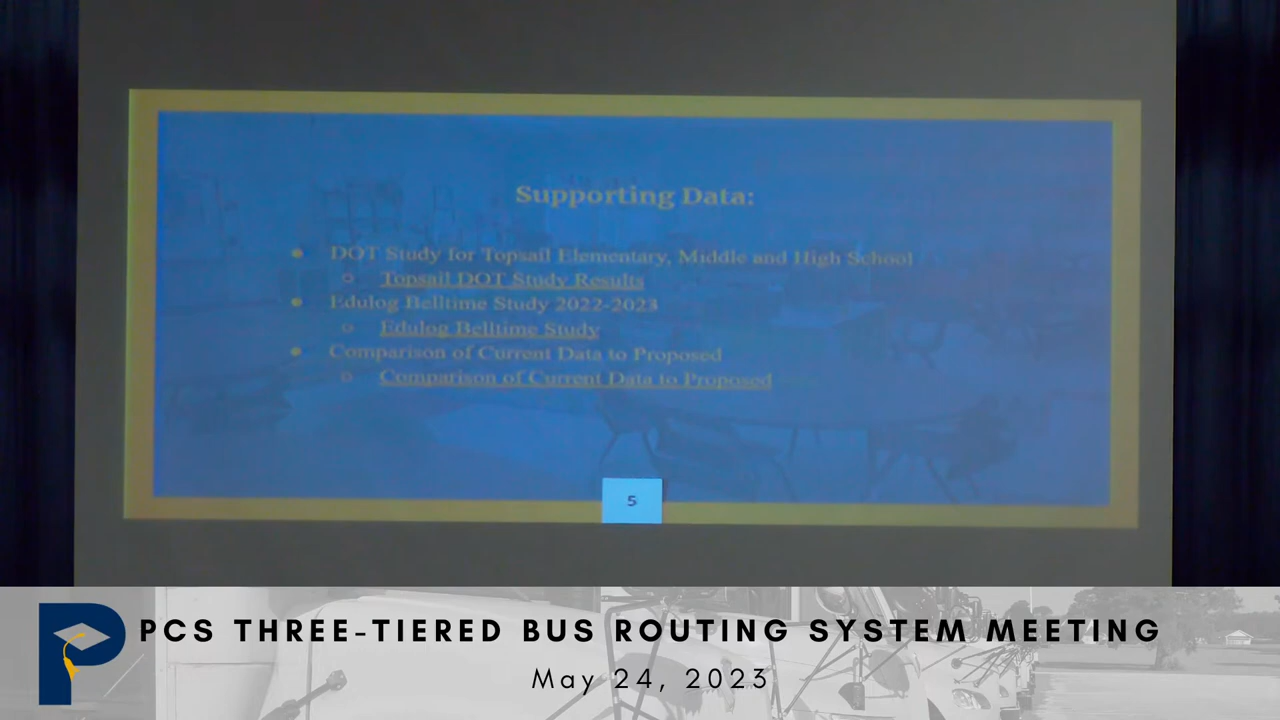 Supporting Data:
● DOT Study for Topsail Elementary, Middle and High School
○ Topsail DOT Study Results
● Edulog Belltime Study 2022-2023
○ Edulog Belltime Study
● Comparison of Current Data to Proposed
○ Comparison of Current Data to Proposed
5
P
PCS THREE-TIERED BUS ROUTING SYSTEM MEETING
May 24, 2023